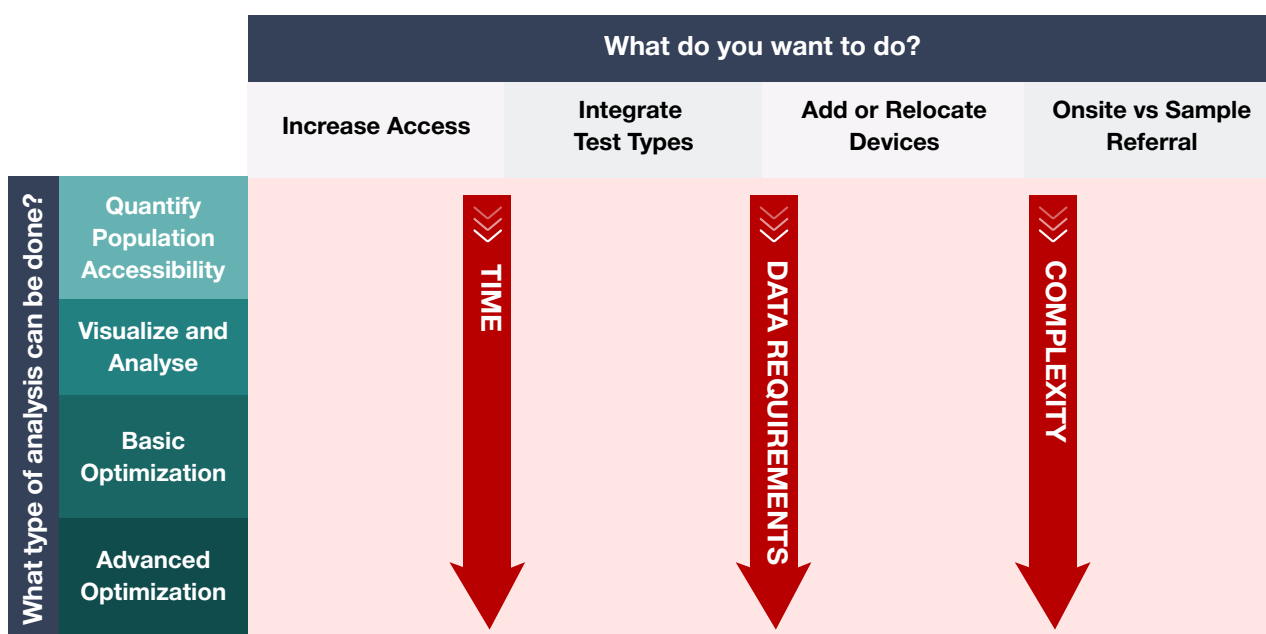 What do you want to do?
Increase Access
Integrate
Test Types
Add or Relocate
Devices
Onsite vs Sample
Referral
What type of analysis can be done?
Quantify
Population
Accessibility
Visualize and
Analyse
Basic
Optimization
Advanced
Optimization
TIME
DATA REQUIREMENTS
COMPLEXITY